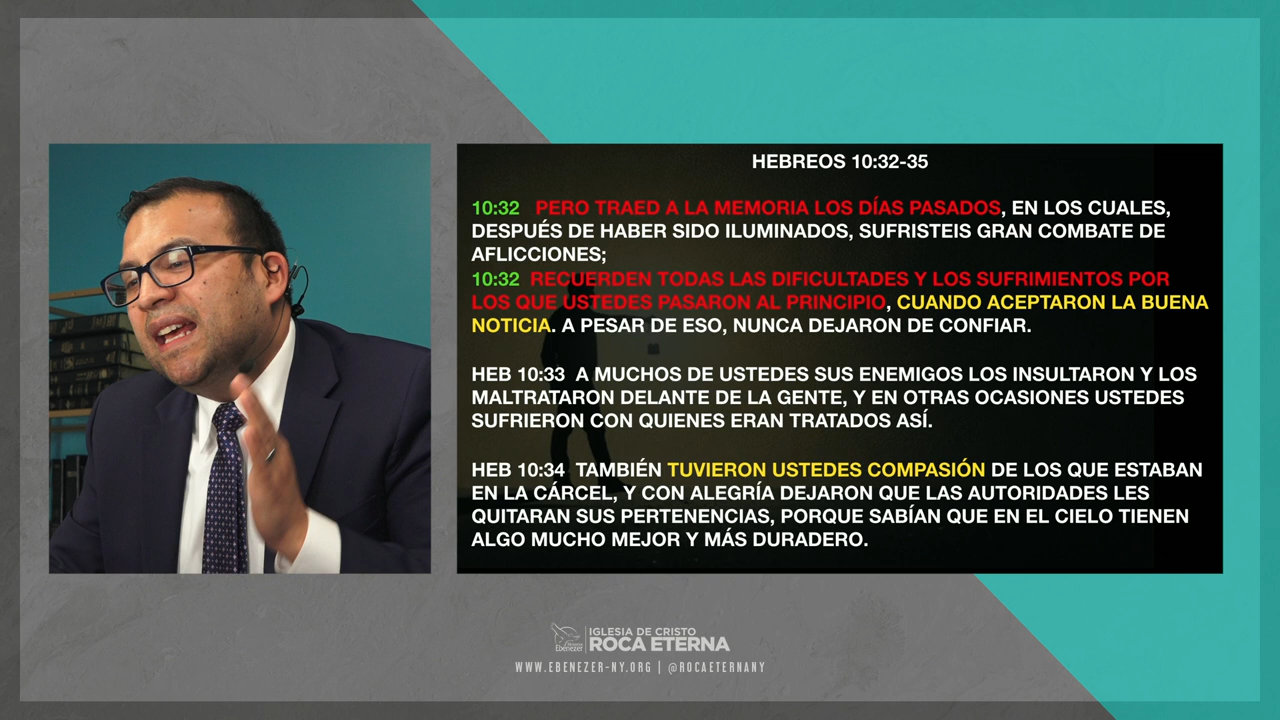 HEBREOS 10:32-35
10:32 PERO TRAED A LA MEMORIA LOS DÍAS PASADOS, EN LOS CUALES,
DESPUÉS DE HABER SIDO ILUMINADOS, SUFRISTEIS GRAN COMBATE DE
AFLICCIONES;
10:32 RECUERDEN TODAS LAS DIFICULTADES Y LOS SUFRIMIENTOS POR
LOS QUE USTEDES PASARON AL PRINCIPIO, CUANDO ACEPTARON LA BUENA
NOTICIA. A PESAR DE ESO, NUNCA DEJARON DE CONFIAR.
HEB 10:33 A MUCHOS DE USTEDES SUS ENEMIGOS LOS INSULTARON Y LOS
MALTRATARON DELANTE DE LA GENTE, Y EN OTRAS OCASIONES USTEDES
SUFRIERON CON QUIENES ERAN TRATADOS ASÍ.
HEB 10:34 TAMBIÉN TUVIERON USTEDES COMPASIÓN DE LOS QUE ESTABAN
EN LA CÁRCEL, Y CON ALEGRÍA DEJARON QUE LAS AUTORIDADES LES
QUITARAN SUS PERTENENCIAS, PORQUE SABÍAN QUE EN EL CIELO TIENEN
ALGO MUCHO MEJOR Y MÁS DURADERO.
Ebenezer
IGLESIA DE CRISTO
ROCA ETERNA
WWW.EBENEZER-NY.ORG | @ROCAETERNANY